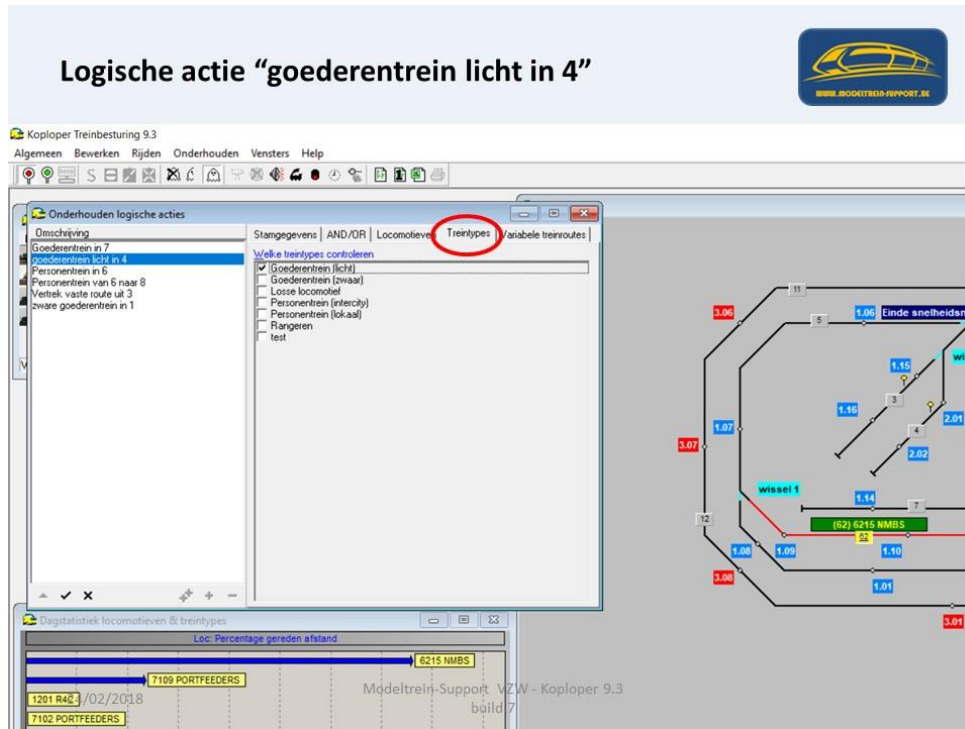 Logische actie “goederentrein licht in 4”
WWW.MODELTREIN-SUPPORT.BE
Koploper Treinbesturing 9.3
Algemeen Bewerken Rijden Onderhouden Vensters Help
Onderhouden logische acties
Omschrijving
Goederentrein in 7
goederentrein licht in 4
Personentrein in 6
Personentrein van 6 naar 8
Vertrek vaste route uit 3
zware goederentrein in 1
Stamgegevens AND/OR Locomotieven Treintypes Variabele treinroutes
Welke treintypes controleren
Goederentrein (licht)
Goederentrein (zwaar)
Losse locomotief
Personentrein (intercity)
Personentrein (lokaal)
Rangeren
test
11
3.06
5
1.06 Einde snelheidsm
wi
1.15
3
1.16
4
2.01
2.02
1.07
3.07
wissel 1
1.14
7
12
(62) 6215 NMBS
62
1.08
1.09
1.10
3.08
1.01
3.01
Dagstatistiek locomotieven & treintypes
Loc: Percentage gereden afstand
6215 NMBS
7109 PORTFEEDERS
1201 R4C
7102 PORTFEEDERS
4/02/2018
Modeltrein-Support VZW - Koploper 9.3
build 7